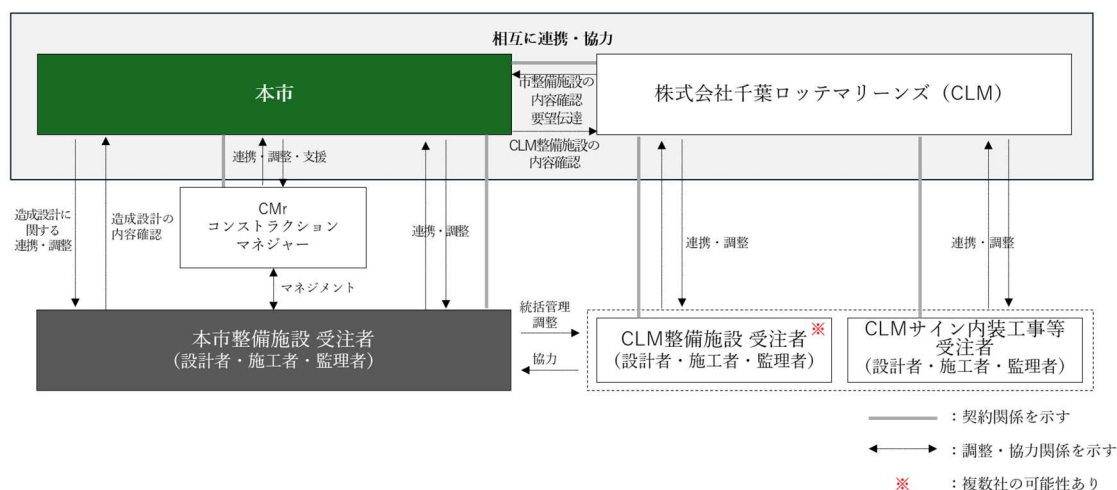 相互に連携・協力
本市
市整備施設の
内容確認
要望伝達
株式会社千葉ロッテマリーンズ（CLM）
CLM整備施設の
内容確認
連携・調整・支援
造成設計に
関する
連携・調整
造成設計の
内容確認
CMr
コンストラクション
マネジャー
連携・調整
連携・調整
連携・調整
マネジメント
本市整備施設 受注者
（設計者・施工者・監理者）
統括管理
調整
協力
CLM整備施設 受注者※
（設計者・施工者・監理者）
CLMサイン内装工事等
受注者
（設計者・施工者・監理者）
：契約関係を示す
：調整・協力関係を示す
※ ：複数社の可能性あり